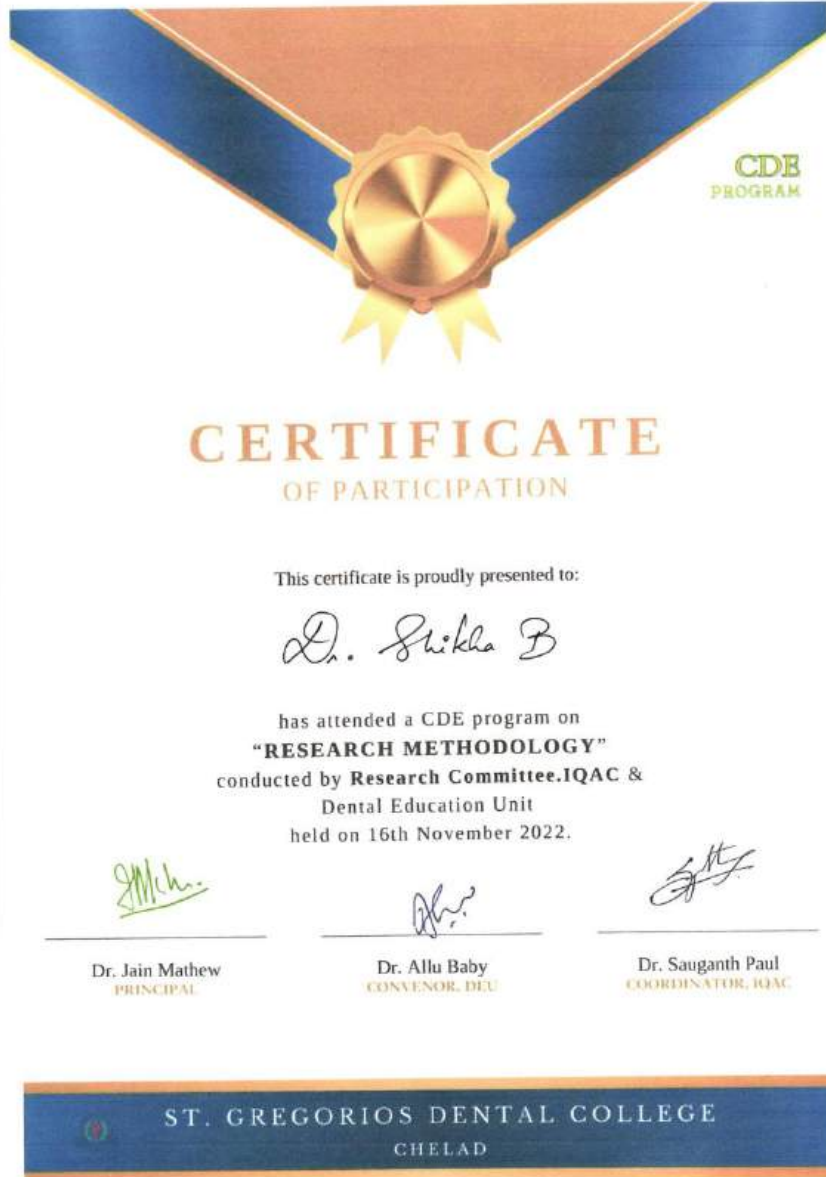 CDE
PROGRAM
CERTIFICATE
OF PARTICIPATION
This certificate is proudly presented to:
Dr. Shikha B
has attended a CDE program on
“RESEARCH METHODOLOGY”
conducted by Research Committee.IQAC &
Dental Education Unit
held on 16th November 2022.
Dr. Jain Mathew
PRINCIPAL
Dr. Allu Baby
CONVENOR, DEU
Dr. Sauganth Paul
COORDINATOR, IQAC
ST. GREGORIOS DENTAL COLLEGE
CHELAD